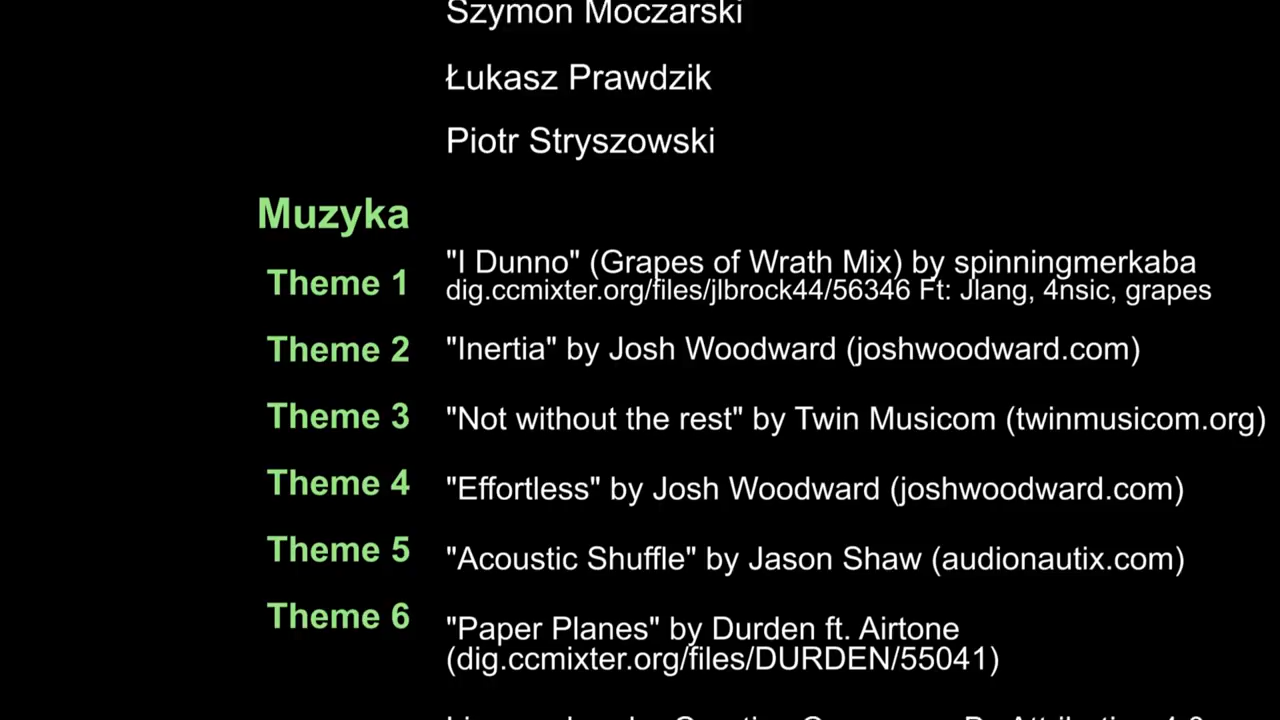 Szymon Moczarski
Łukasz Prawdzik
Piotr Stryszowski
Muzyka
Theme 1 "I Dunno" (Grapes of Wrath Mix) by spinningmerkaba
dig.ccmixter.org/files/jlbrock44/56346 Ft: Jlang, 4nsic, grapes
Theme 2 "Inertia" by Josh Woodward (joshwoodward.com)
Theme 3 "Not without the rest" by Twin Musicom (twinmusicom.org)
Theme 4 "Effortless" by Josh Woodward (joshwoodward.com)
Theme 5 "Acoustic Shuffle" by Jason Shaw (audionautix.com)
Theme 6 "Paper Planes" by Durden ft. Airtone
(dig.ccmixter.org/files/DURDEN/55041)